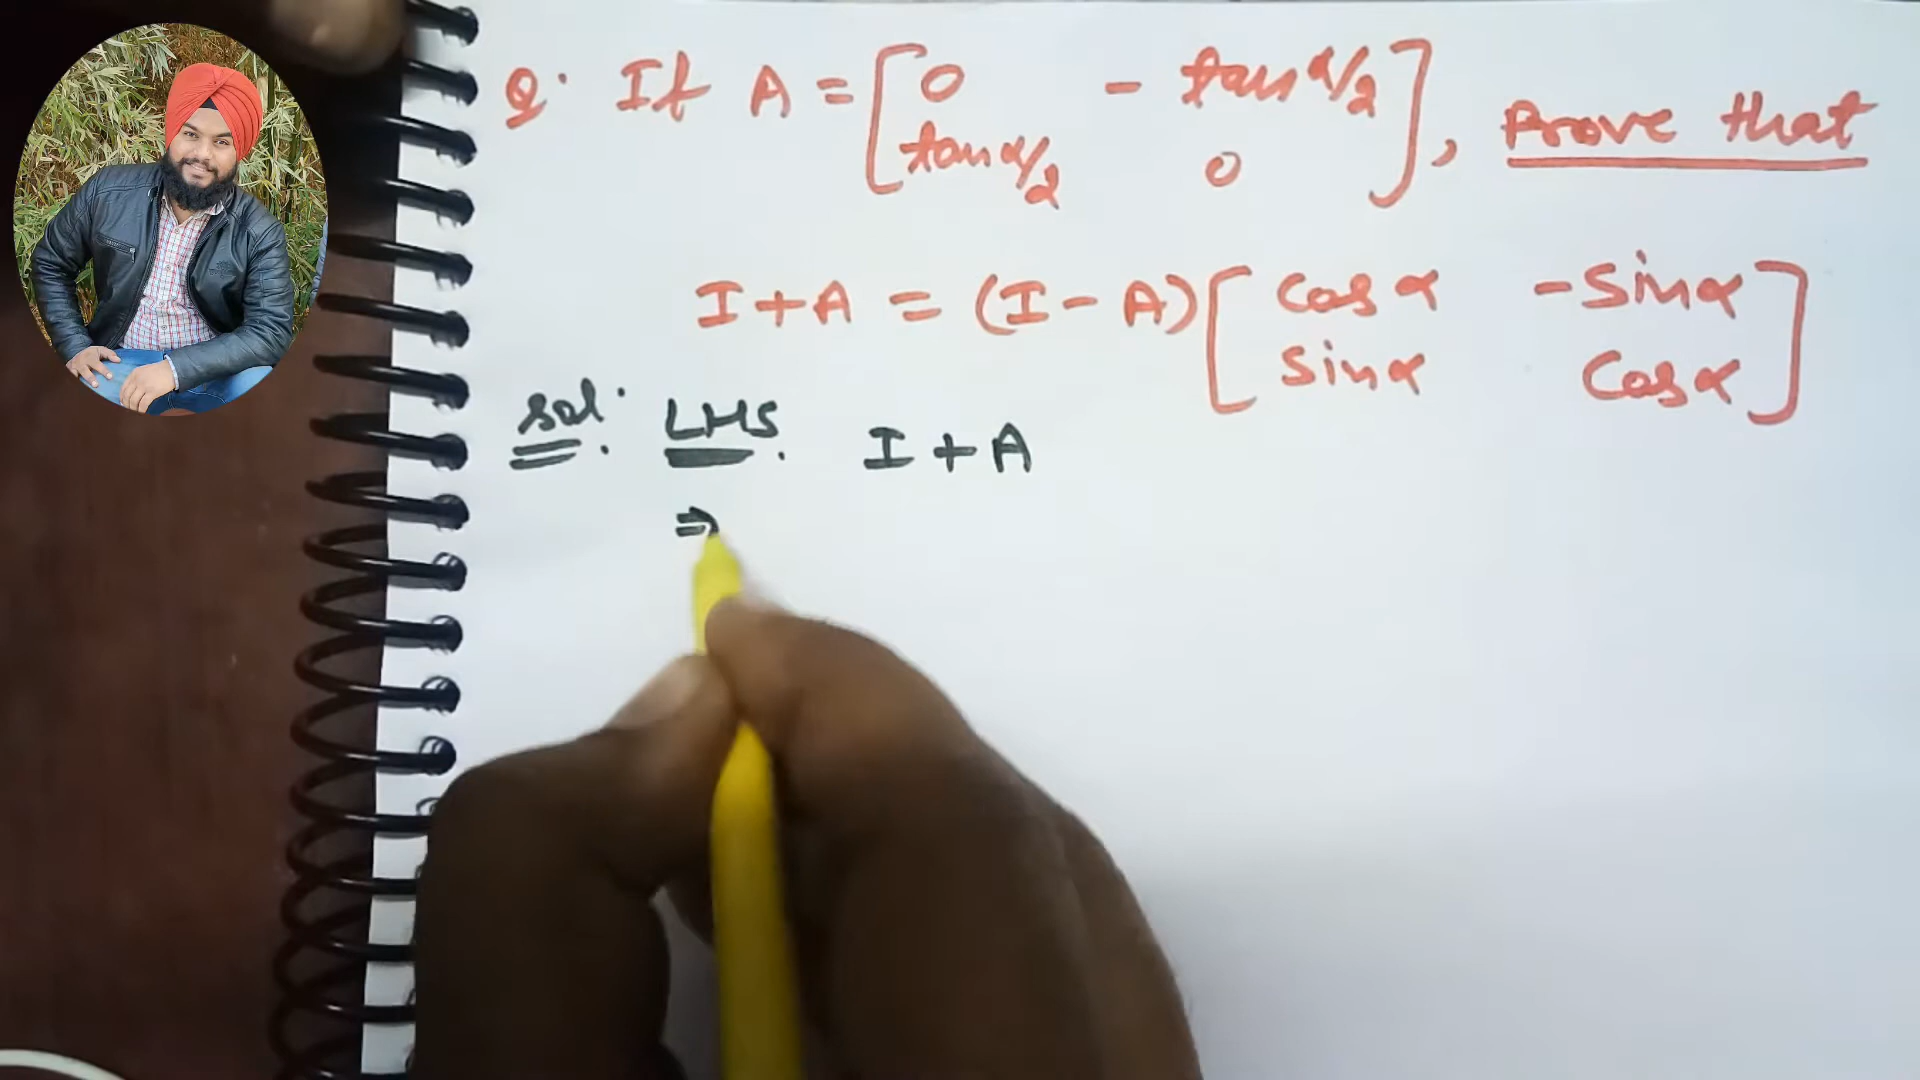 Q. If A = [0 - tan α/2
tan α/2 0], Prove that
I + A = (I - A) [cos α - sin α
sin α cos α]
sol. LHS. I + A
⇒